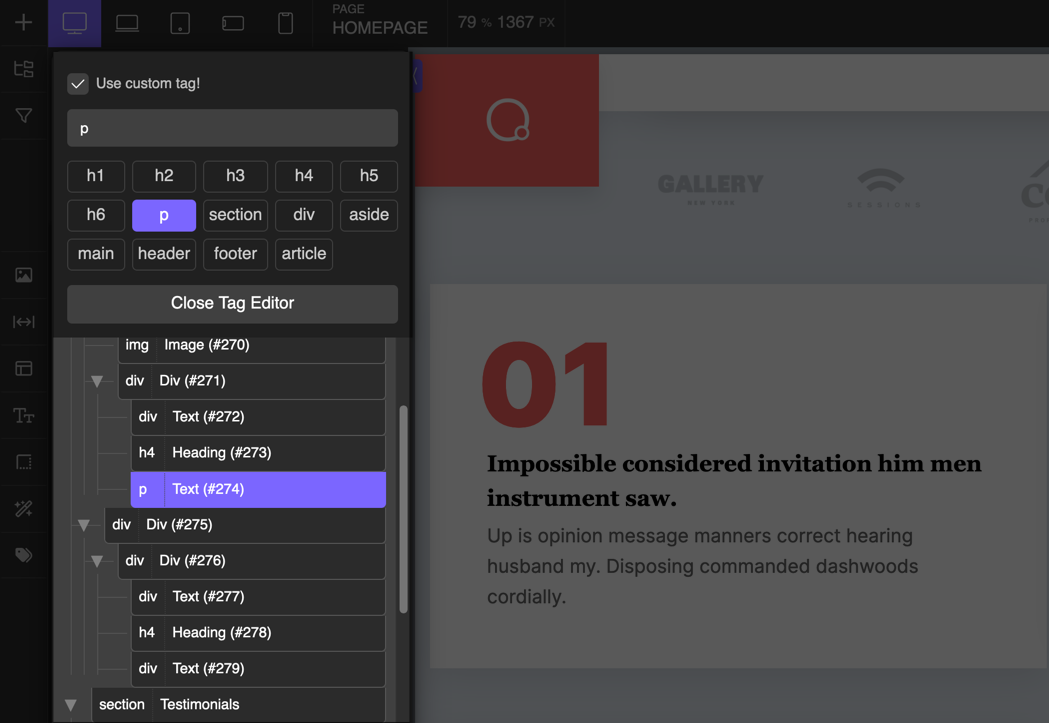 PAGE
HOMEPAGE
79 % 1367 PX
Use custom tag!
p
h1 h2 h3 h4 h5
h6 p section div aside
main header footer article
Close Tag Editor
img Image (#270)
div Div (#271)
div Text (#272)
h4 Heading (#273)
p Text (#274)
div Div (#275)
div Div (#276)
div Text (#277)
h4 Heading (#278)
div Text (#279)
section Testimonials
GALLERY
NEW YORK
SESSIONS
01
Impossible considered invitation him men
instrument saw.
Up is opinion message manners correct hearing
husband my. Disposing commanded dashwoods
cordially.